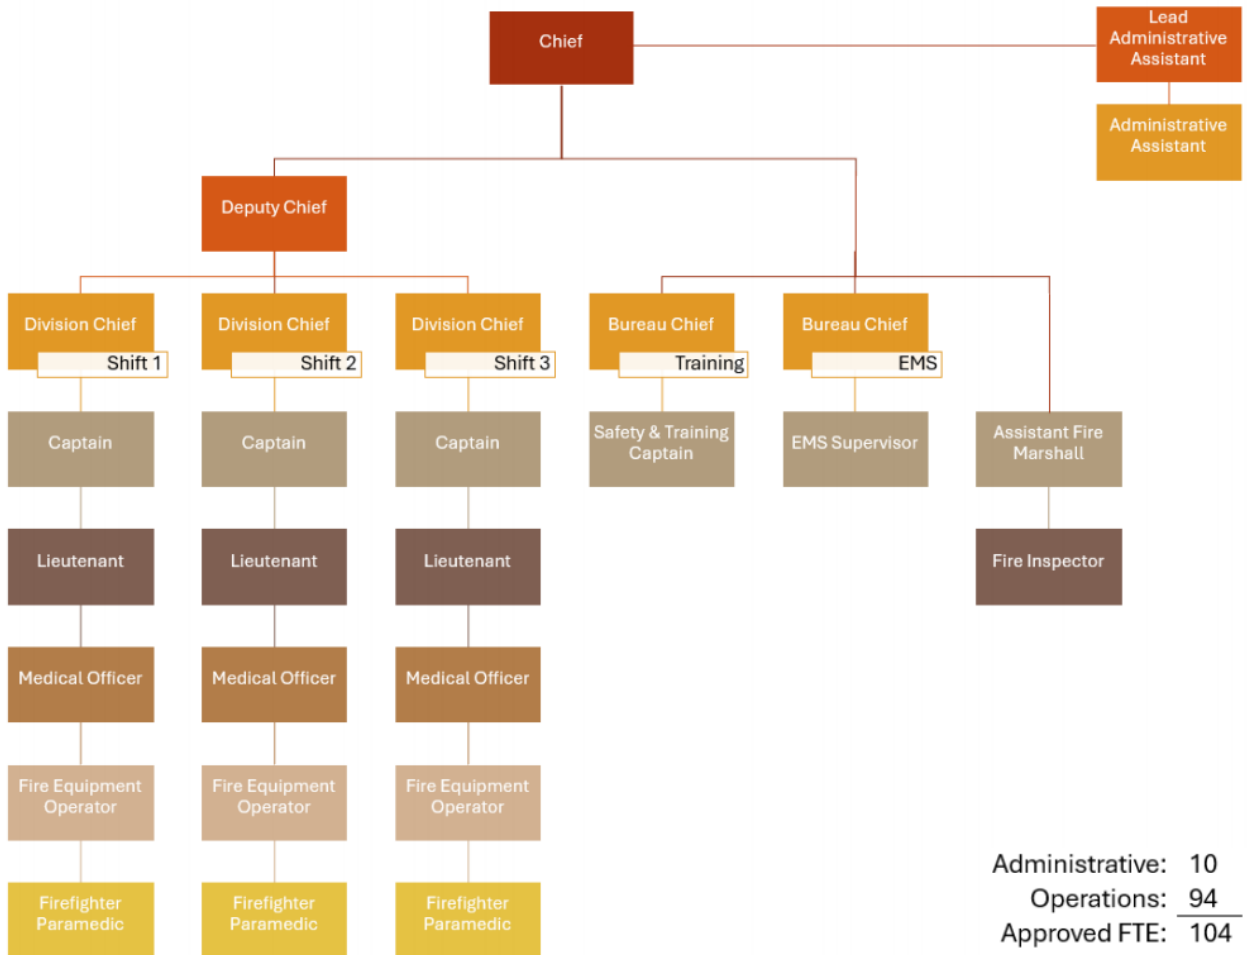 Chief
Lead
Administrative
Assistant
Administrative
Assistant
Deputy Chief
Division Chief
Shift 1
Division Chief
Shift 2
Division Chief
Shift 3
Bureau Chief
Training
Bureau Chief
EMS
Captain
Captain
Captain
Safety & Training
Captain
EMS Supervisor
Assistant Fire
Marshall
Lieutenant
Lieutenant
Lieutenant
Fire Inspector
Medical Officer
Medical Officer
Medical Officer
Fire Equipment
Operator
Fire Equipment
Operator
Fire Equipment
Operator
Firefighter
Paramedic
Firefighter
Paramedic
Firefighter
Paramedic
Administrative: 10
Operations: 94
Approved FTE: 104